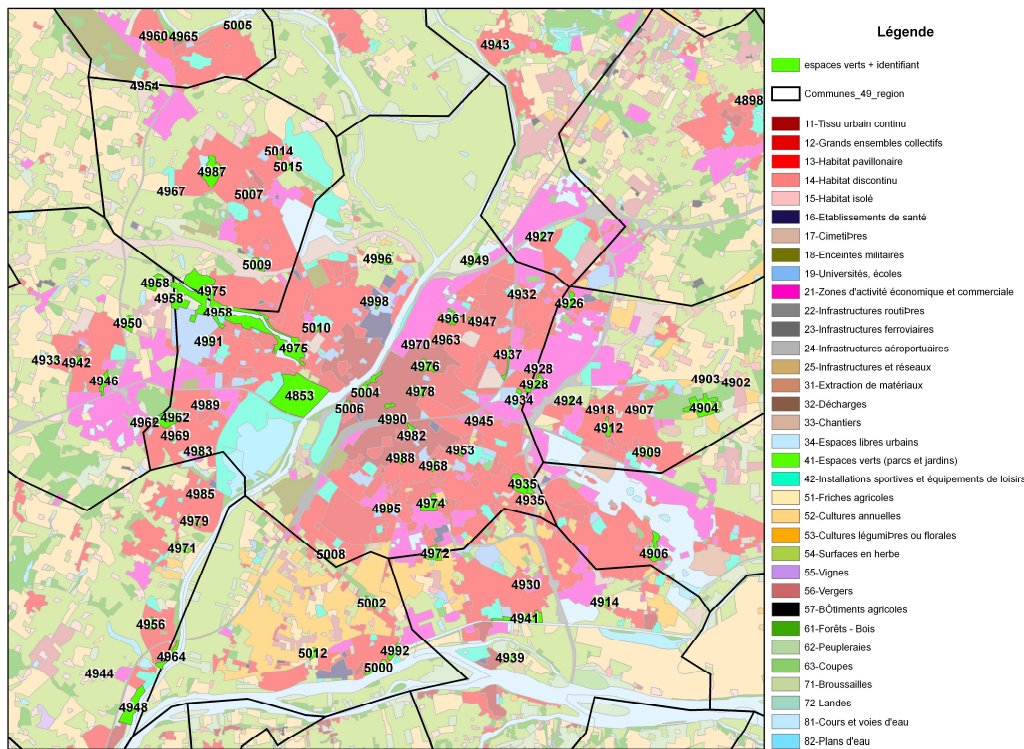 5005
4960 4965
4943
4954
4898
5014
5015
4987
4967
5007
4927
5009
4996
4949
4958
4975
4958
4998
4932
4926
4958
4950
5010
4961 4947
4991
4975
4970 4963
4937
4933 4942
4976
4928
4946
4928
4903 4902
4853
5004
4978
4934
4924
4989
5006
4918 4907
4904
4962
4962
4990
4945
4912
4969
4982
4983
4988
4953
4909
4968
4985
4935
4935
4974
4979
4995
4971
5008
4972
4906
4930
5002
4914
4956
4941
4964
5012
4992
4939
4944
5000
4948
Légende
espaces verts + identifiant
Communes_49_region
11-Tissu urbain continu
12-Grands ensembles collectifs
13-Habitat pavillonaire
14-Habitat discontinu
15-Habitat isolé
16-Etablissements de santé
17-CimetiÞres
18-Enceintes militaires
19-Universités, écoles
21-Zones d'activité économique et commerciale
22-Infrastructures routiÞres
23-Infrastructures ferroviaires
24-Infrastructures aéroportuaires
25-Infrastructures et réseaux
31-Extraction de matériaux
32-Décharges
33-Chantiers
34-Espaces libres urbains
41-Espaces verts (parcs et jardins)
42-Installations sportives et équipements de loisirs
51-Friches agricoles
52-Cultures annuelles
53-Cultures légumiÞres ou florales
54-Surfaces en herbe
55-Vignes
56-Vergers
57-BÔtiments agricoles
61-Forêts - Bois
62-Peupleraies
63-Coupes
71-Broussailles
72-Landes
81-Cours et voies d'eau
82-Plans d'eau